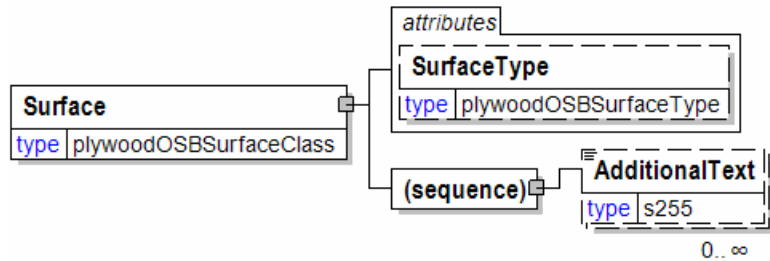 attributes
SurfaceType
type plywoodOSBSurfaceType
Surface
type plywoodOSBSurfaceClass
(sequence)
AdditionalText
type s255
0.. ∞